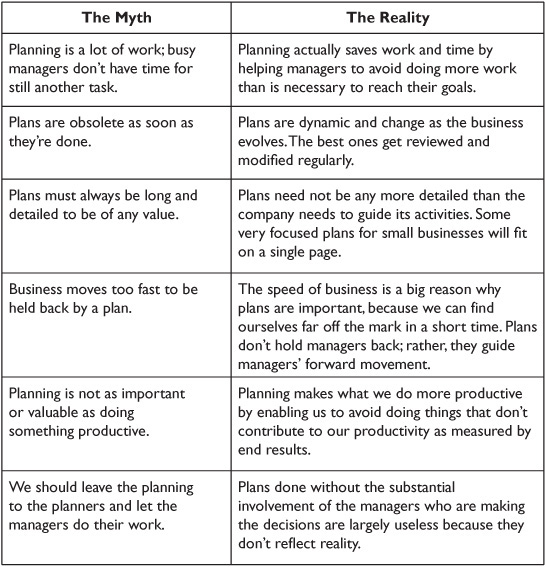 The Myth
The Reality
Planning is a lot of work; busy
managers don't have time for
still another task.
Planning actually saves work and time by
helping managers to avoid doing more work
than is necessary to reach their goals.
Plans are obsolete as soon as
they're done.
Plans are dynamic and change as the business
evolves. The best ones get reviewed and
modified regularly.
Plans must always be long and
detailed to be of any value.
Plans need not be any more detailed than the
company needs to guide its activities. Some
very focused plans for small businesses will fit
on a single page.
Business moves too fast to be
held back by a plan.
The speed of business is a big reason why
plans are important, because we can find
ourselves far off the mark in a short time. Plans
don't hold managers back; rather, they guide
managers' forward movement.
Planning is not as important
or valuable as doing
something productive.
Planning makes what we do more productive
by enabling us to avoid doing things that don't
contribute to our productivity as measured by
end results.
We should leave the planning
to the planners and let the
managers do their work.
Plans done without the substantial
involvement of the managers who are making
the decisions are largely useless because they
don't reflect reality.